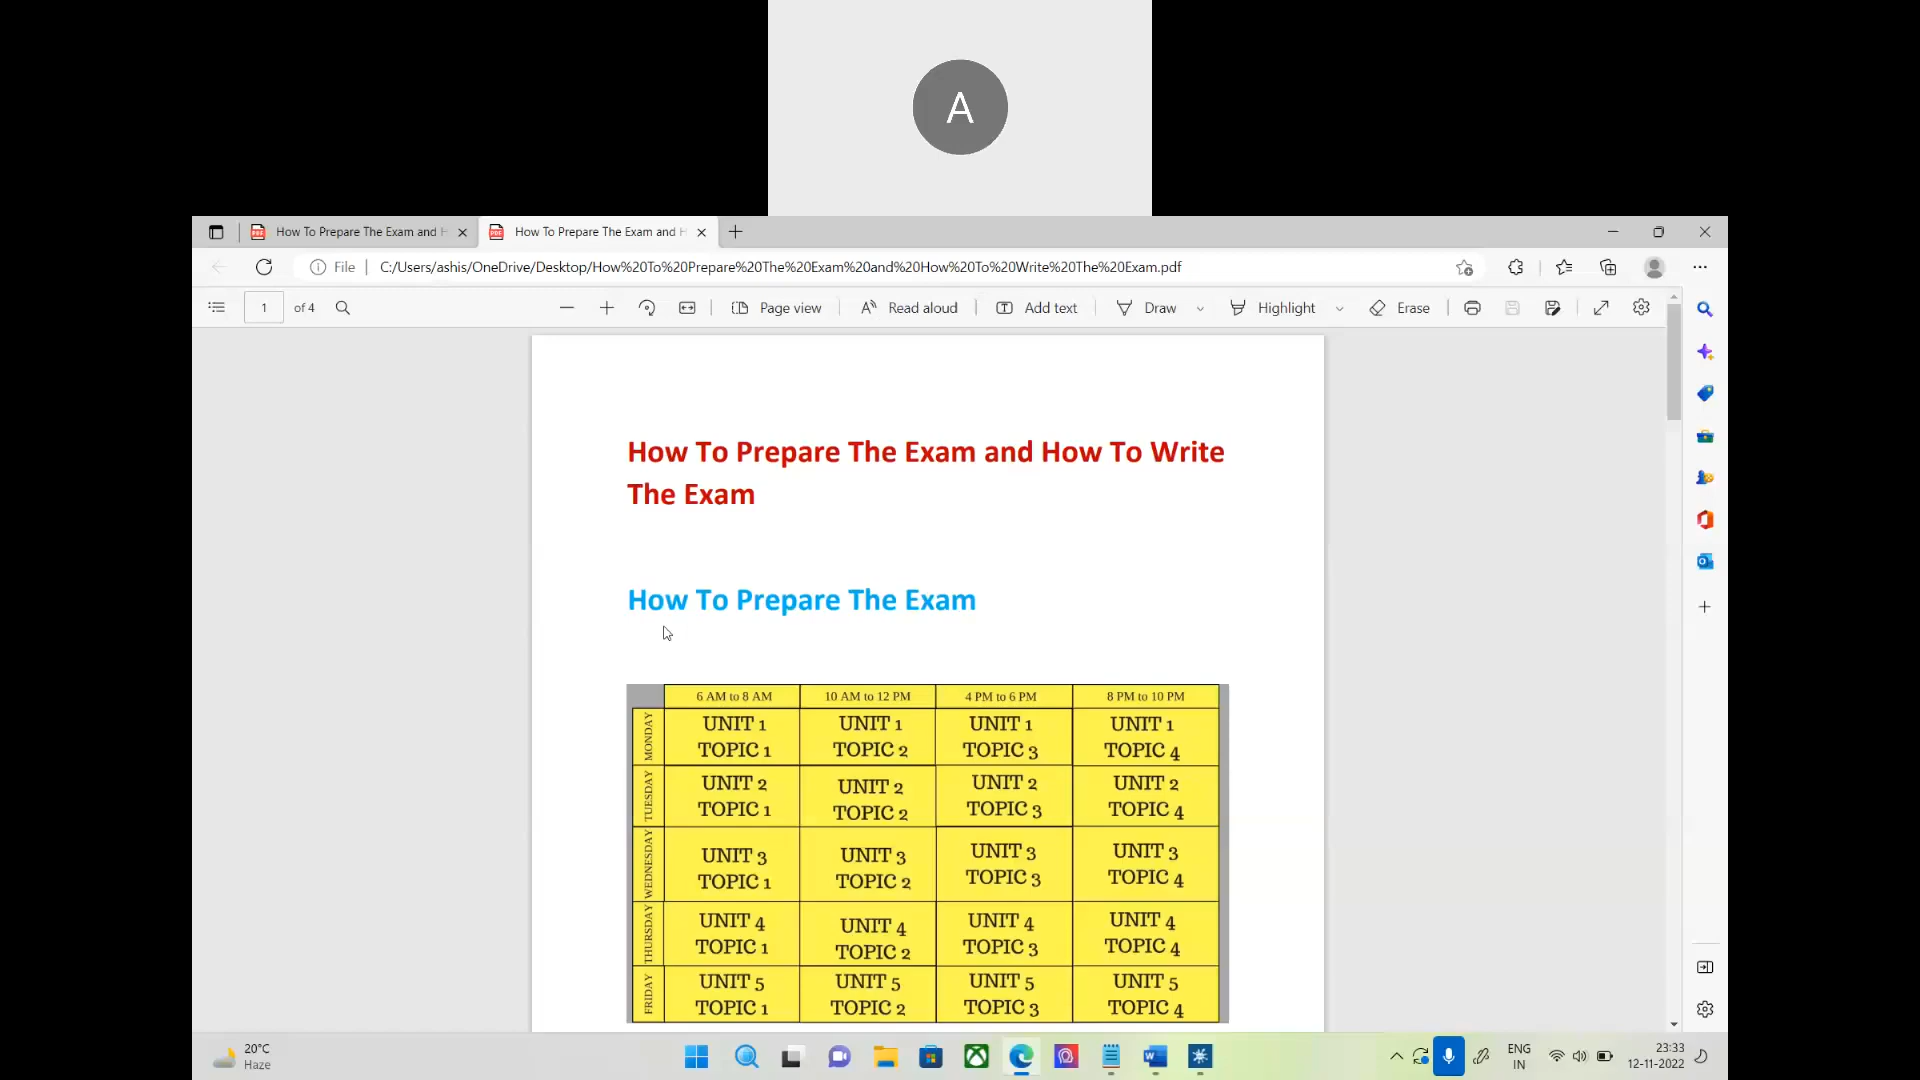 A
How To Prepare The Exam and H
How To Prepare The Exam and H
File
C:/Users/ashis/OneDrive/Desktop/How%20To%20Prepare%20The%20Exam%20and%20How%20To%20Write%20The%20Exam.pdf
1 of 4
Page view
Read aloud
Add text
Draw
Highlight
Erase
How To Prepare The Exam and How To Write
The Exam
How To Prepare The Exam
6 AM to 8 AM 10 AM to 12 PM 4 PM to 6 PM 8 PM to 10 PM
MONDAY
UNIT 1 UNIT 1 UNIT 1 UNIT 1
TOPIC 1 TOPIC 2 TOPIC 3 TOPIC 4
TUESDAY
UNIT 2 UNIT 2 UNIT 2 UNIT 2
TOPIC 1 TOPIC 2 TOPIC 3 TOPIC 4
WEDNESDAY
UNIT 3 UNIT 3 UNIT 3 UNIT 3
TOPIC 1 TOPIC 2 TOPIC 3 TOPIC 4
THURSDAY
UNIT 4 UNIT 4 UNIT 4 UNIT 4
TOPIC 1 TOPIC 2 TOPIC 3 TOPIC 4
FRIDAY
UNIT 5 UNIT 5 UNIT 5 UNIT 5
TOPIC 1 TOPIC 2 TOPIC 3 TOPIC 4
20°C
Haze
ENG
IN
23:33
12-11-2022